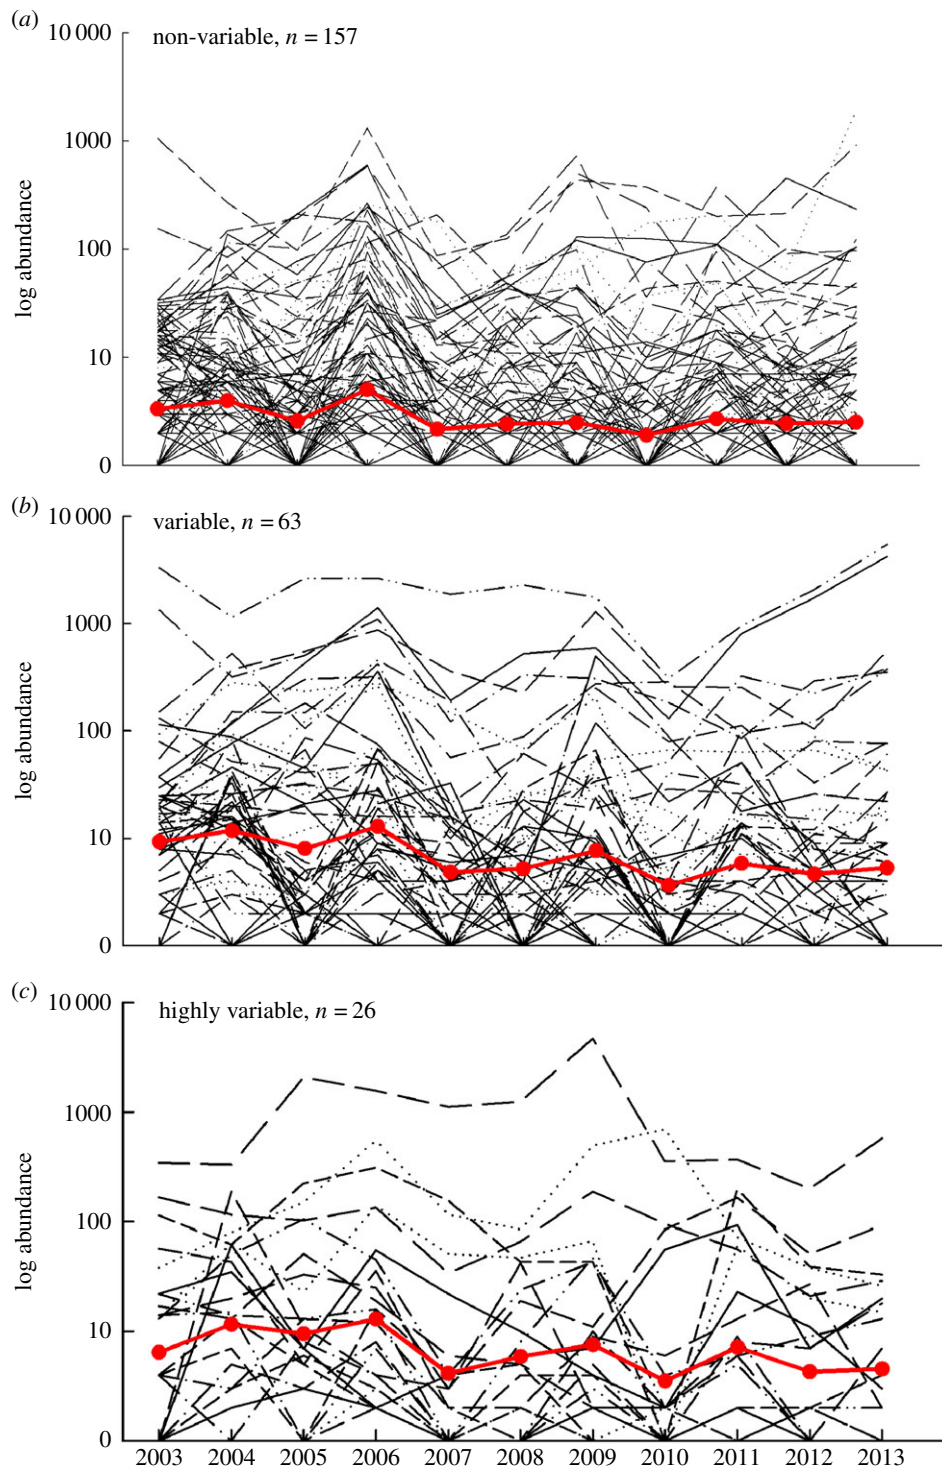 (a)
10 000
non-variable, n = 157
1000
100
10
0
log abundance
(b)
10 000
variable, n = 63
1000
100
10
0
log abundance
(c)
10 000
highly variable, n = 26
1000
100
10
0
log abundance
2003 2004 2005 2006 2007 2008 2009 2010 2011 2012 2013